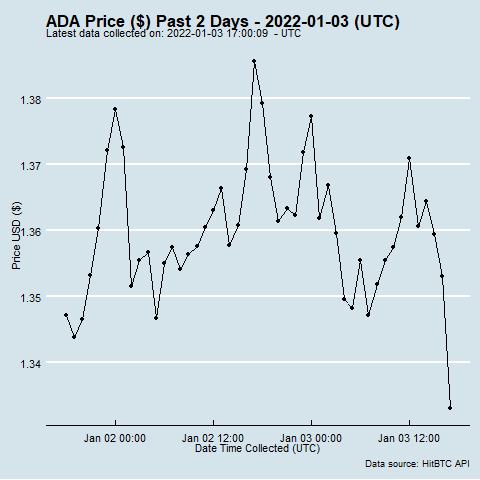 ADA Price ($) Past 2 Days - 2022-01-03 (UTC)
Latest data collected on: 2022-01-03 17:00:09 - UTC
1.38
1.37
1.36
1.35
1.34
Price USD ($)
Jan 02 00:00
Jan 02 12:00
Jan 03 00:00
Jan 03 12:00
Date Time Collected (UTC)
Data source: HitBTC API